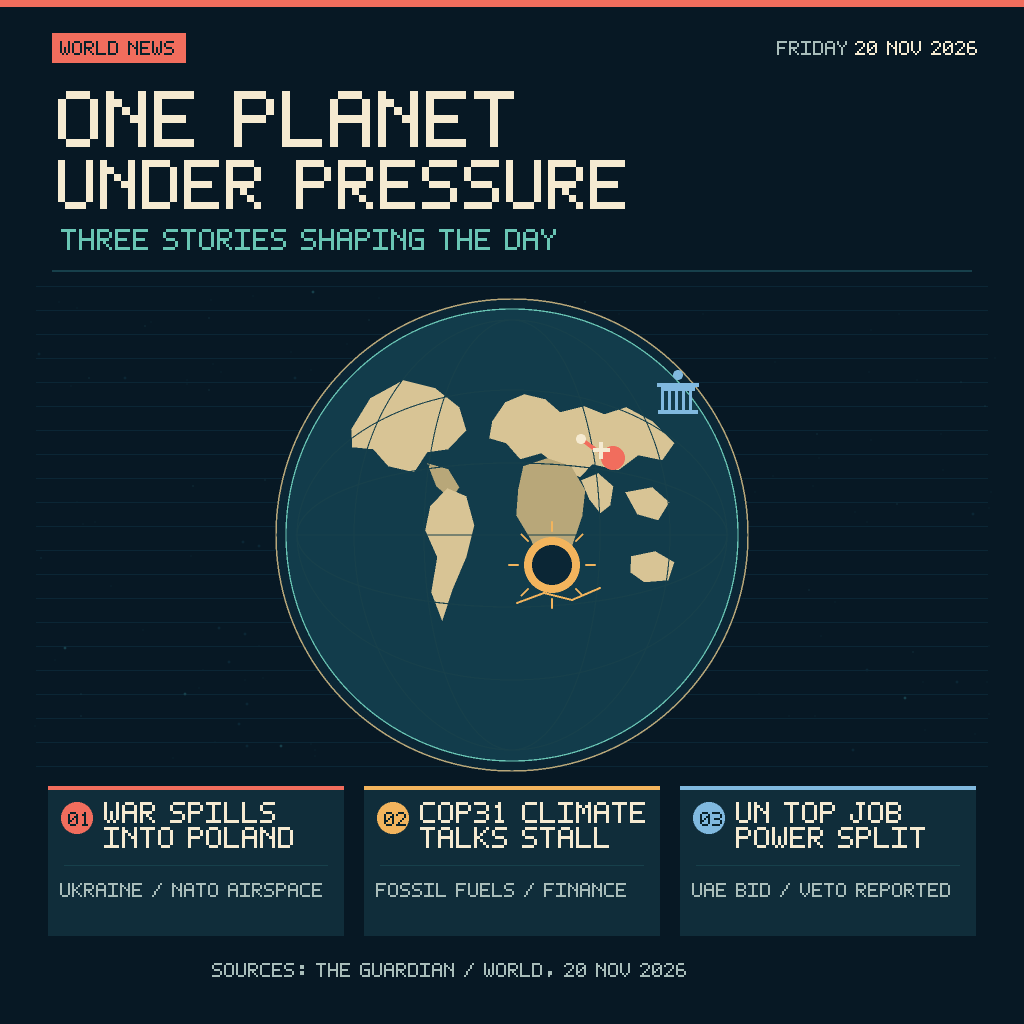 WORLD NEWS
FRIDAY 20 NOV 2026
ONE PLANET
UNDER PRESSURE
THREE STORIES SHAPING THE DAY
01 WAR SPILLS
INTO POLAND
UKRAINE / NATO AIRSPACE
02 COP31 CLIMATE
TALKS STALL
FOSSIL FUELS / FINANCE
03 UN TOP JOB
POWER SPLIT
UAE BID / VETO REPORTED
SOURCES: THE GUARDIAN / WORLD, 20 NOV 2026